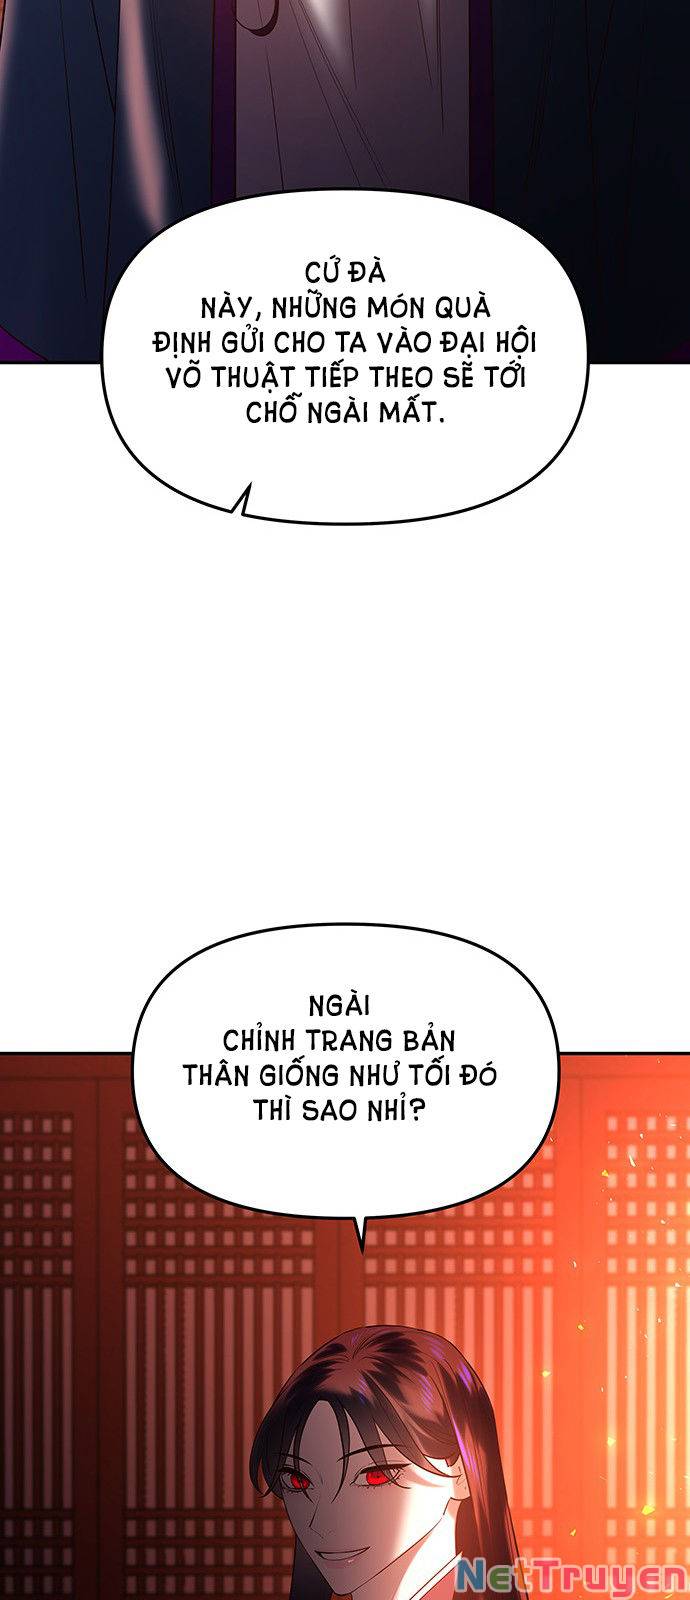 CỨ ĐÀ
NÀY, NHỮNG MÓN QUÀ
ĐỊNH GỬI CHO TA VÀO ĐẠI HỘI
VÕ THUẬT TIẾP THEO SẼ TỚI
CHỖ NGÀI MẤT.
NGÀI
CHỈNH TRANG BẢN
THÂN GIỐNG NHƯ TỐI ĐÓ
THÌ SAO NHỈ?
NetTruyen